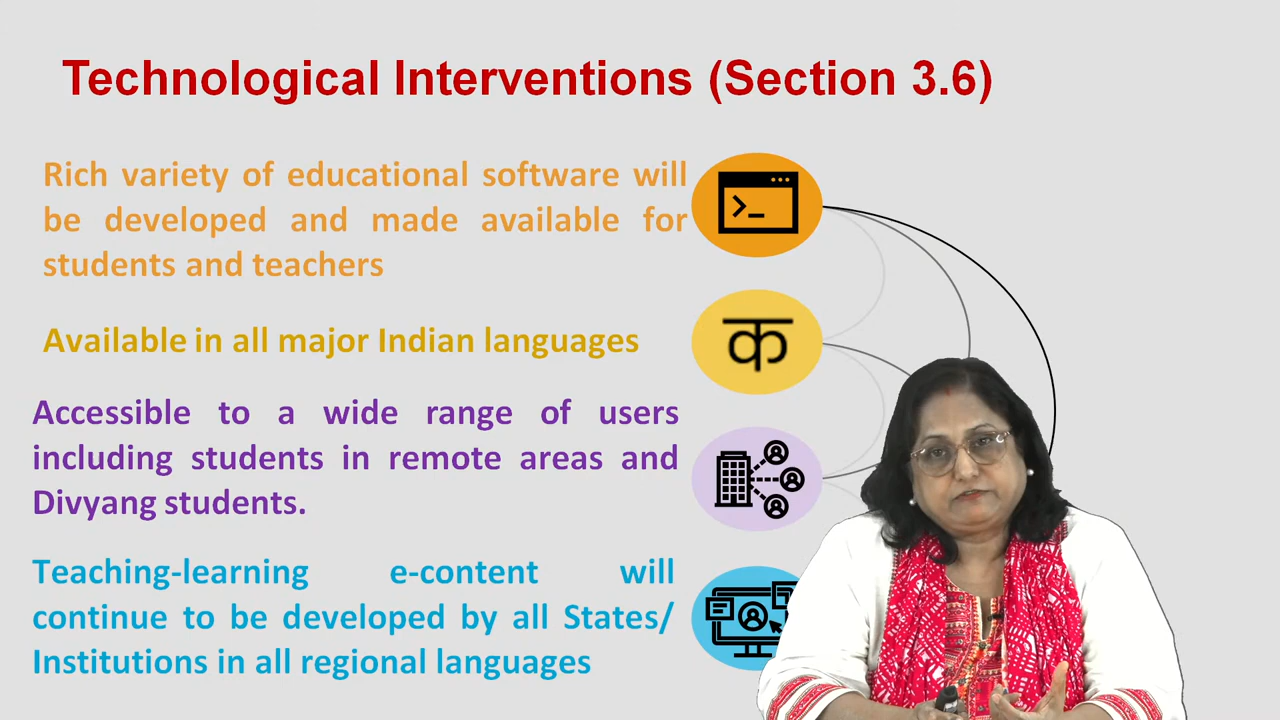 Technological Interventions (Section 3.6)
Rich variety of educational software will
be developed and made available for
students and teachers
Available in all major Indian languages
क
Accessible to a wide range of users
including students in remote areas and
Divyang students.
Teaching-learning e-content will
continue to be developed by all States/
Institutions in all regional languages